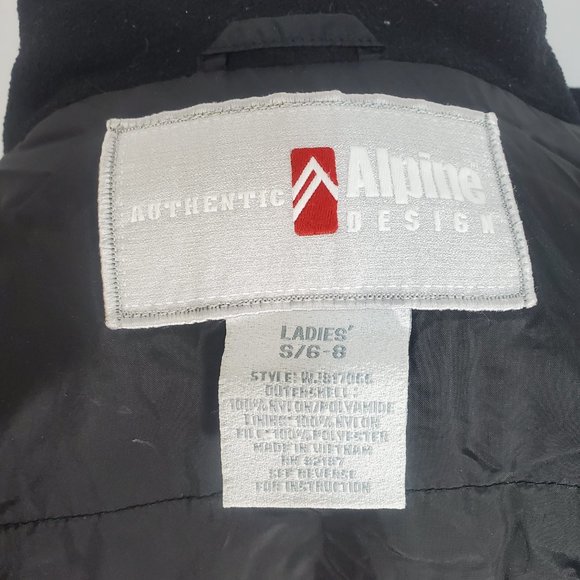 AUTHENTIC Alpine
DESIGN
LADIES'
S/6-8
OUTERSHELL:
100% NYLON/POLYAMIDE
LINING: 100% NYLON
FILL: 100% POLYESTER
MADE IN VIETNAM
RN 82187
SEE REVERSE
FOR INSTRUCTION